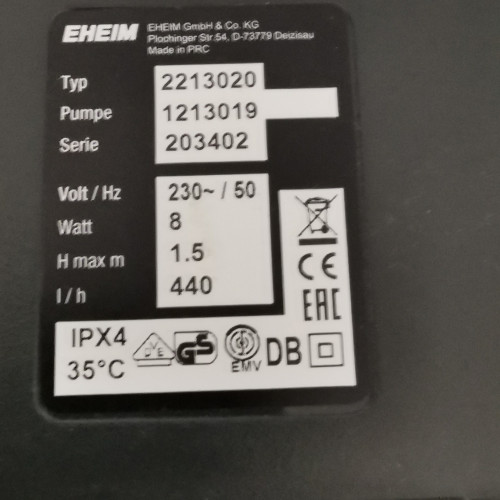 EHEIM
EHEIM GmbH & Co. KG
Plochinger Str.54, D-73779 Deizisau
Made in PRC
Typ 2213020
Pumpe 1213019
Serie 203402
Volt / Hz 230~ / 50
Watt 8
H max m 1.5
l / h 440
CE
EAC
IPX4
35°C
VDE
GS
EMV
DB